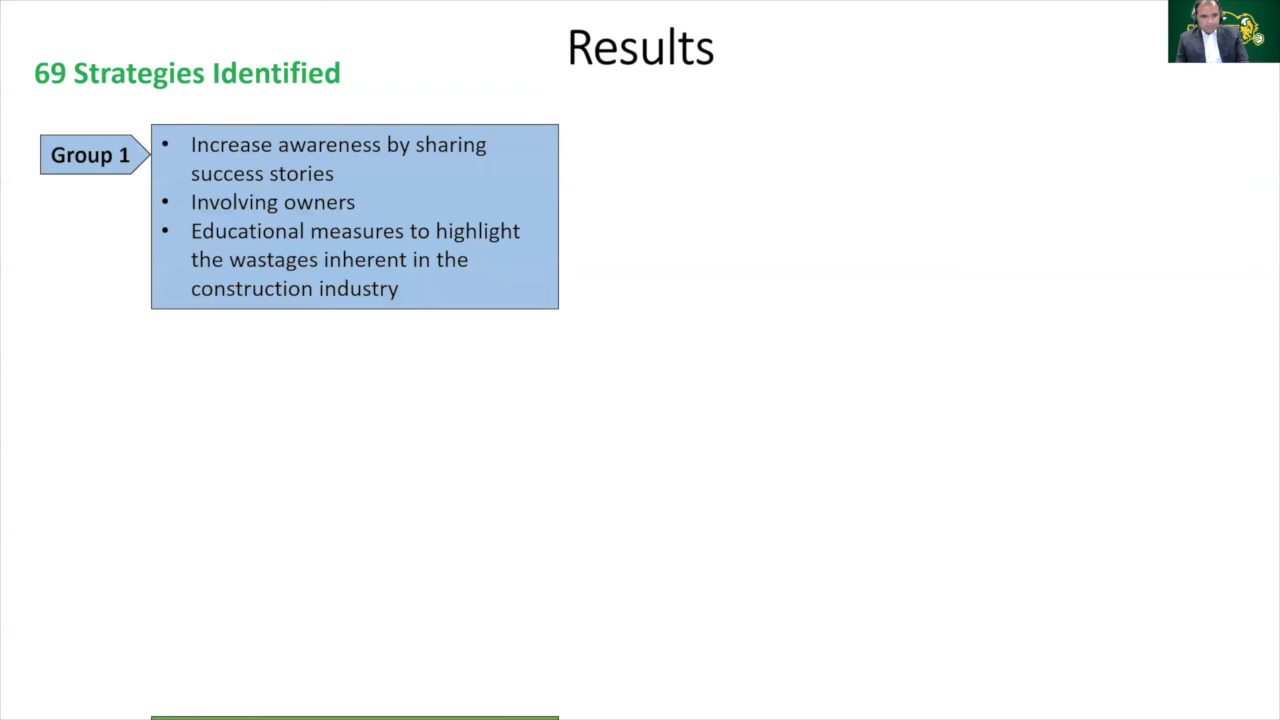 Results
69 Strategies Identified
Group 1
• Increase awareness by sharing
success stories
• Involving owners
• Educational measures to highlight
the wastages inherent in the
construction industry